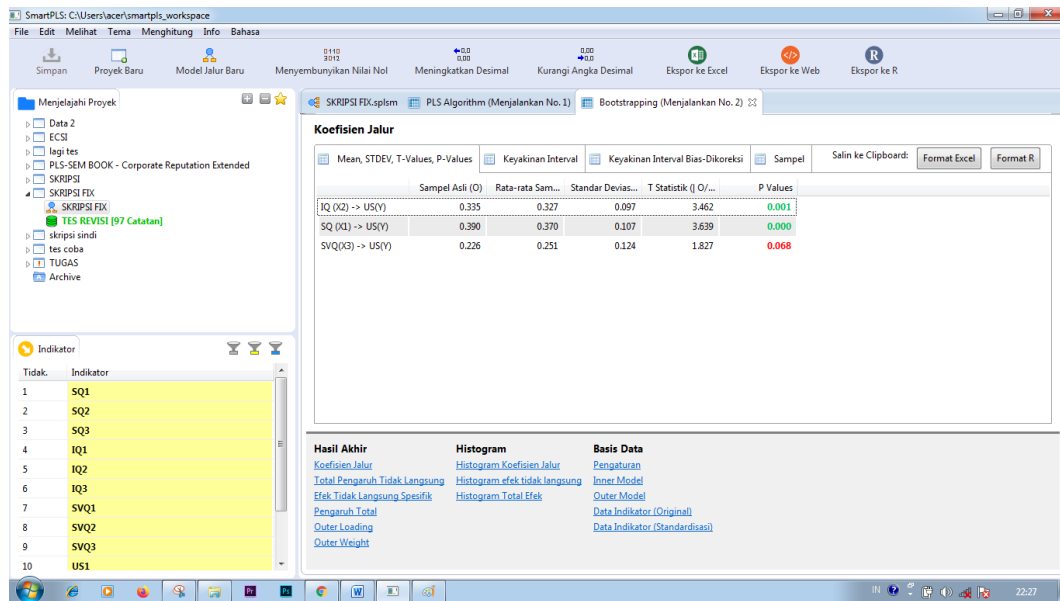 SmartPLS: C:\Users\acer\smartpls_workspace
File Edit Melihat Tema Menghitung Info Bahasa
Simpan Proyek Baru Model Jalur Baru Menyembunyikan Nilai Nol Meningkatkan Desimal Kurangi Angka Desimal Ekspor ke Excel Ekspor ke Web Ekspor ke R
Menjelajahi Proyek
Data 2
ECSI
lagi tes
PLS-SEM BOOK - Corporate Reputation Extended
SKRIPSI
SKRIPSI FIX
SKRIPSI FIX
TES REVISI [97 Catatan]
skripsi sindi
tes coba
TUGAS
Archive
Indikator
Tidak. Indikator
1 SQ1
2 SQ2
3 SQ3
4 IQ1
5 IQ2
6 IQ3
7 SVQ1
8 SVQ2
9 SVQ3
10 US1
SKRIPSI FIX.splsm PLS Algorithm (Menjalankan No. 1) Bootstrapping (Menjalankan No. 2)
Koefisien Jalur
Mean, STDEV, T-Values, P-Values Keyakinan Interval Keyakinan Interval Bias-Dikoreksi Sampel Salin ke Clipboard: Format Excel Format R
Sampel Asli (O) Rata-rata Sam... Standar Devias... T Statistik (| O/... P Values
IQ (X2) -> US(Y) 0.335 0.327 0.097 3.462 0.001
SQ (X1) -> US(Y) 0.390 0.370 0.107 3.639 0.000
SVQ(X3) -> US(Y) 0.226 0.251 0.124 1.827 0.068
Hasil Akhir Histogram Basis Data
Koefisien Jalur Histogram Koefisien Jalur Pengaturan
Total Pengaruh Tidak Langsung Histogram efek tidak langsung Inner Model
Efek Tidak Langsung Spesifik Histogram Total Efek Outer Model
Pengaruh Total Data Indikator (Original)
Outer Loading Data Indikator (Standardisasi)
Outer Weight
Pr Ps W IN 22:27